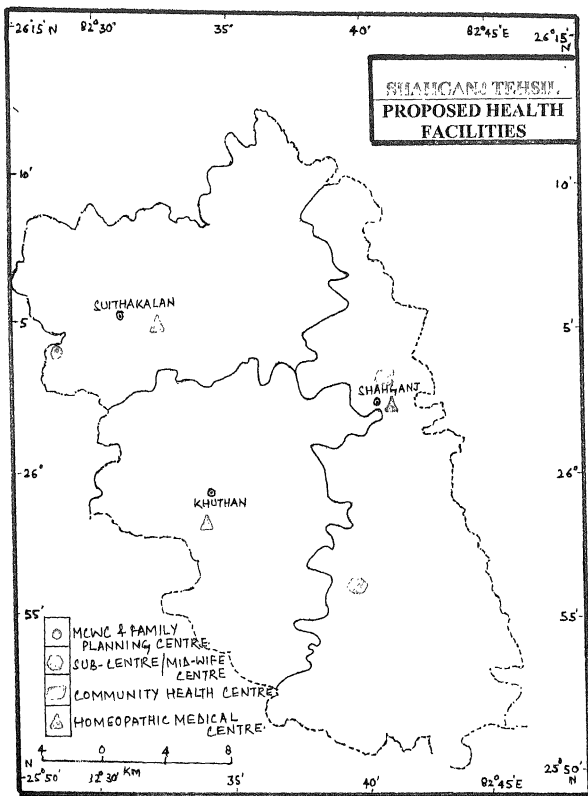 26°15'N 82°30' 35' 40' 82°45'E 26°15' N
SHAHGANJ TEHSIL
PROPOSED HEALTH
FACILITIES
10' 10'
SUITHAKALAN
5' 5'
SHAHGANJ
26° 26°
KHUTHAN
55' 55'
MCWC & FAMILY
PLANNING CENTRE
SUB-CENTRE/MID-WIFE
CENTRE
COMMUNITY HEALTH CENTRE
HOMEOPATHIC MEDICAL
CENTRE.
4 0 4 8
KM
N 25°50' 82°30' 35' 40' 82°45'E 25°50' N